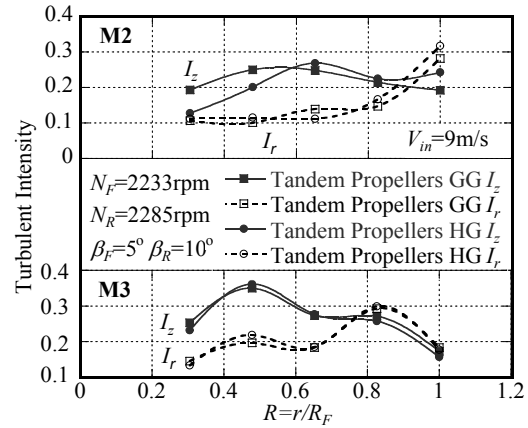 M2
0.4
0.3
0.2
0.1
0
I_z
I_r
V_in=9m/s
Turbulent Intensity
N_F=2233rpm
N_R=2285rpm
β_F=5° β_R=10°
Tandem Propellers GG I_z
Tandem Propellers GG I_r
Tandem Propellers HG I_z
Tandem Propellers HG I_r
M3
0.4
0.3
0.2
0.1
I_z
I_r
0 0.2 0.4 0.6 0.8 1 1.2
R=r/R_F